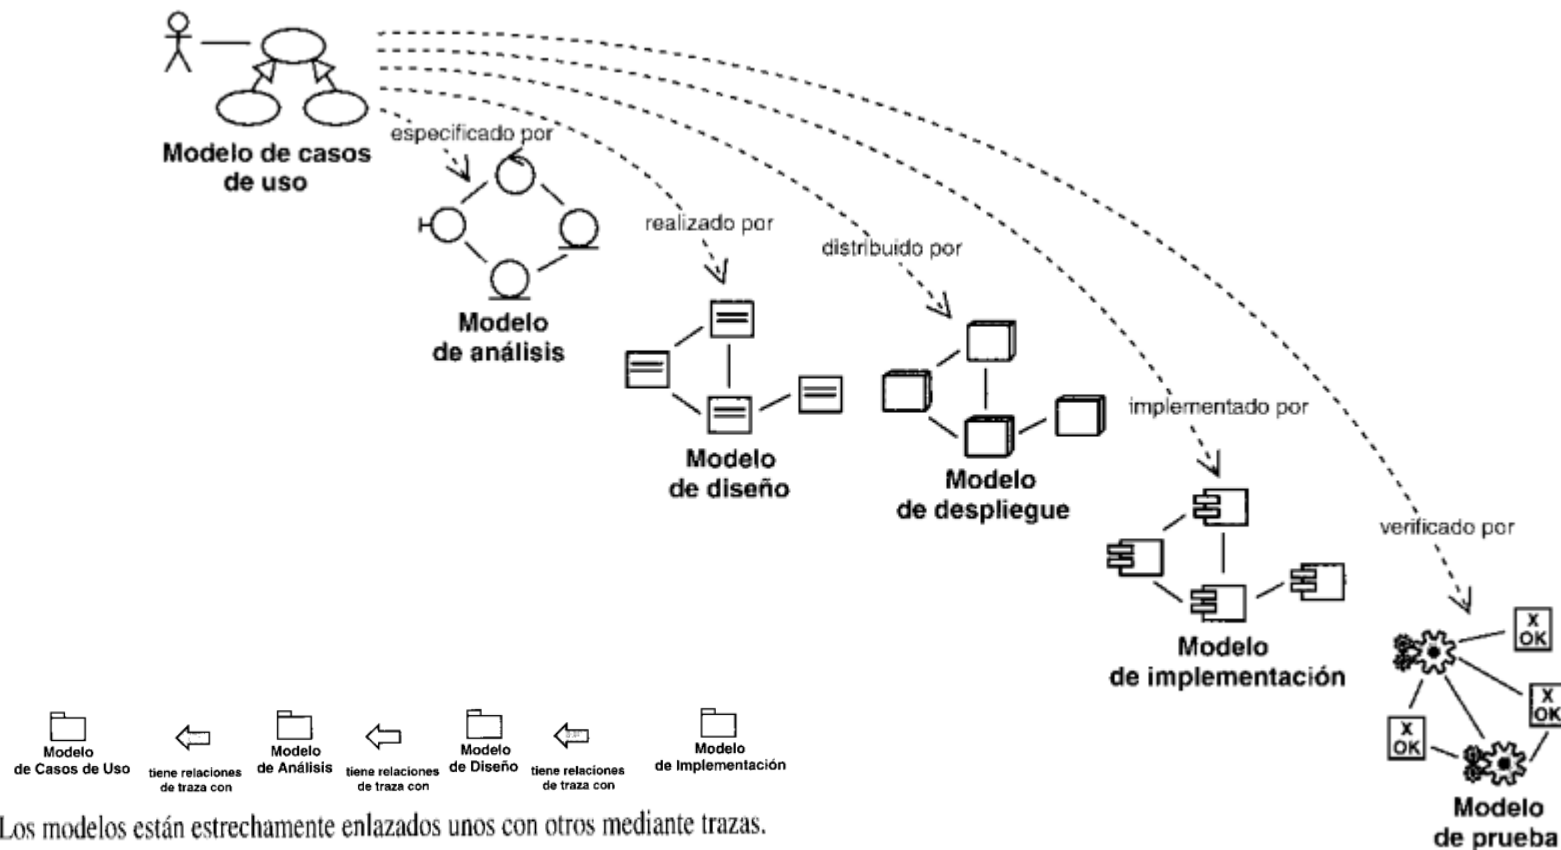 Modelo de casos
de uso
especificado por
Modelo
de análisis
realizado por
Modelo
de diseño
distribuido por
Modelo
de despliegue
implementado por
Modelo
de implementación
verificado por
X
OK
X
OK
X
OK
Modelo
de prueba
Modelo
de Casos de Uso
tiene relaciones
de traza con
Modelo
de Análisis
tiene relaciones
de traza con
Modelo
de Diseño
tiene relaciones
de traza con
Modelo
de Implementación
Los modelos están estrechamente enlazados unos con otros mediante trazas.